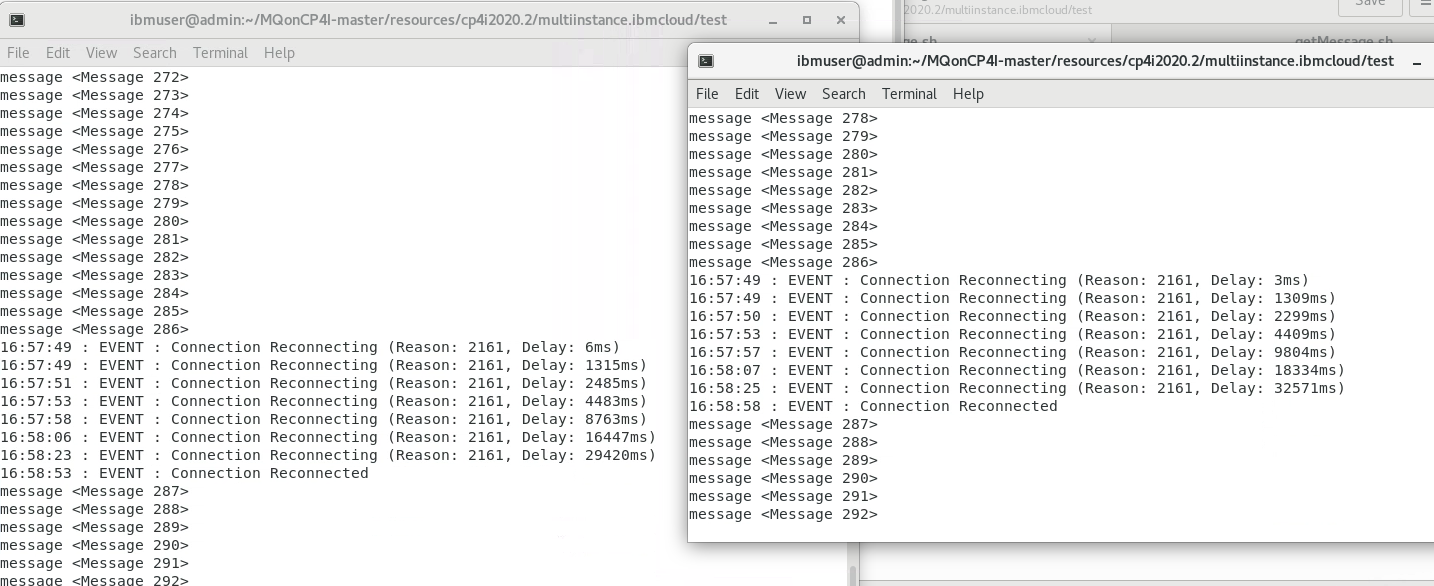 ibmuser@admin:~/MQonCP4I-master/resources/cp4i2020.2/multiinstance.ibmcloud/test
File Edit View Search Terminal Help
message <Message 272>
message <Message 273>
message <Message 274>
message <Message 275>
message <Message 276>
message <Message 277>
message <Message 278>
message <Message 279>
message <Message 280>
message <Message 281>
message <Message 282>
message <Message 283>
message <Message 284>
message <Message 285>
message <Message 286>
16:57:49 : EVENT : Connection Reconnecting (Reason: 2161, Delay: 6ms)
16:57:49 : EVENT : Connection Reconnecting (Reason: 2161, Delay: 1315ms)
16:57:51 : EVENT : Connection Reconnecting (Reason: 2161, Delay: 2485ms)
16:57:53 : EVENT : Connection Reconnecting (Reason: 2161, Delay: 4483ms)
16:57:58 : EVENT : Connection Reconnecting (Reason: 2161, Delay: 8763ms)
16:58:06 : EVENT : Connection Reconnecting (Reason: 2161, Delay: 16447ms)
16:58:23 : EVENT : Connection Reconnecting (Reason: 2161, Delay: 29420ms)
16:58:53 : EVENT : Connection Reconnected
message <Message 287>
message <Message 288>
message <Message 289>
message <Message 290>
message <Message 291>
message <Message 292>
2020.2/multiinstance.ibmcloud/test
Save
ge.sh
getMessage.sh
ibmuser@admin:~/MQonCP4I-master/resources/cp4i2020.2/multiinstance.ibmcloud/test
File Edit View Search Terminal Help
message <Message 278>
message <Message 279>
message <Message 280>
message <Message 281>
message <Message 282>
message <Message 283>
message <Message 284>
message <Message 285>
message <Message 286>
16:57:49 : EVENT : Connection Reconnecting (Reason: 2161, Delay: 3ms)
16:57:49 : EVENT : Connection Reconnecting (Reason: 2161, Delay: 1309ms)
16:57:50 : EVENT : Connection Reconnecting (Reason: 2161, Delay: 2299ms)
16:57:53 : EVENT : Connection Reconnecting (Reason: 2161, Delay: 4409ms)
16:57:57 : EVENT : Connection Reconnecting (Reason: 2161, Delay: 9804ms)
16:58:07 : EVENT : Connection Reconnecting (Reason: 2161, Delay: 18334ms)
16:58:25 : EVENT : Connection Reconnecting (Reason: 2161, Delay: 32571ms)
16:58:58 : EVENT : Connection Reconnected
message <Message 287>
message <Message 288>
message <Message 289>
message <Message 290>
message <Message 291>
message <Message 292>